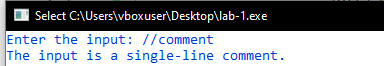 Select C:\Users\vboxuser\Desktop\lab-1.exe
Enter the input: //comment
The input is a single-line comment.